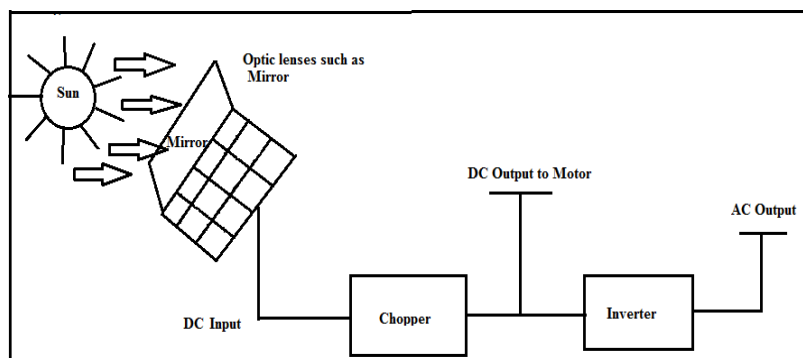 Optic lenses such as
Mirror
Sun
Mirror
DC Output to Motor
AC Output
DC Input
Chopper
Inverter